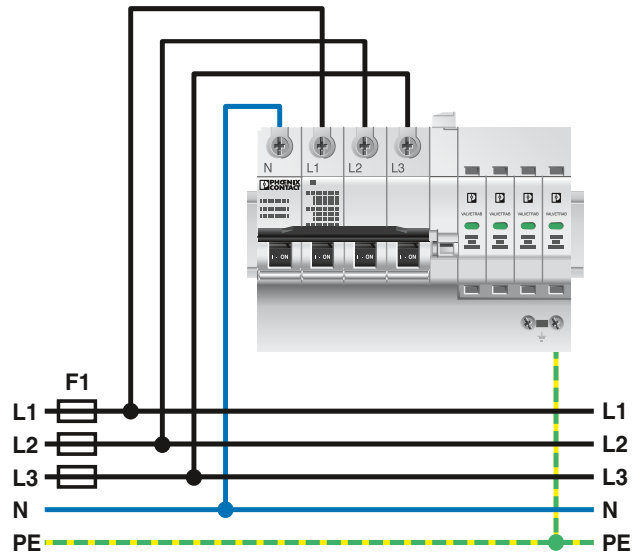 N L1 L2 L3
PHŒNIX
CONTACT
VALVETRAB VALVETRAB VALVETRAB VALVETRAB
I - ON I - ON I - ON I - ON
F1
L1 L1
L2 L2
L3 L3
N N
PE PE